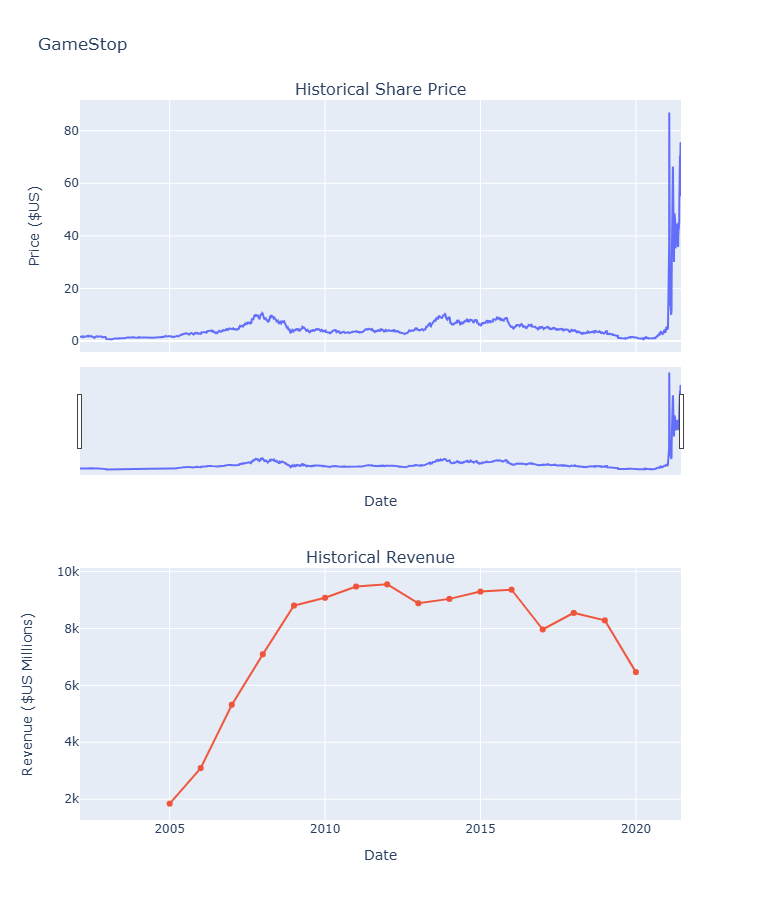 GameStop
Historical Share Price
Price ($US)
80
60
40
20
0
Date
Historical Revenue
Revenue ($US Millions)
10k
8k
6k
4k
2k
2005 2010 2015 2020
Date